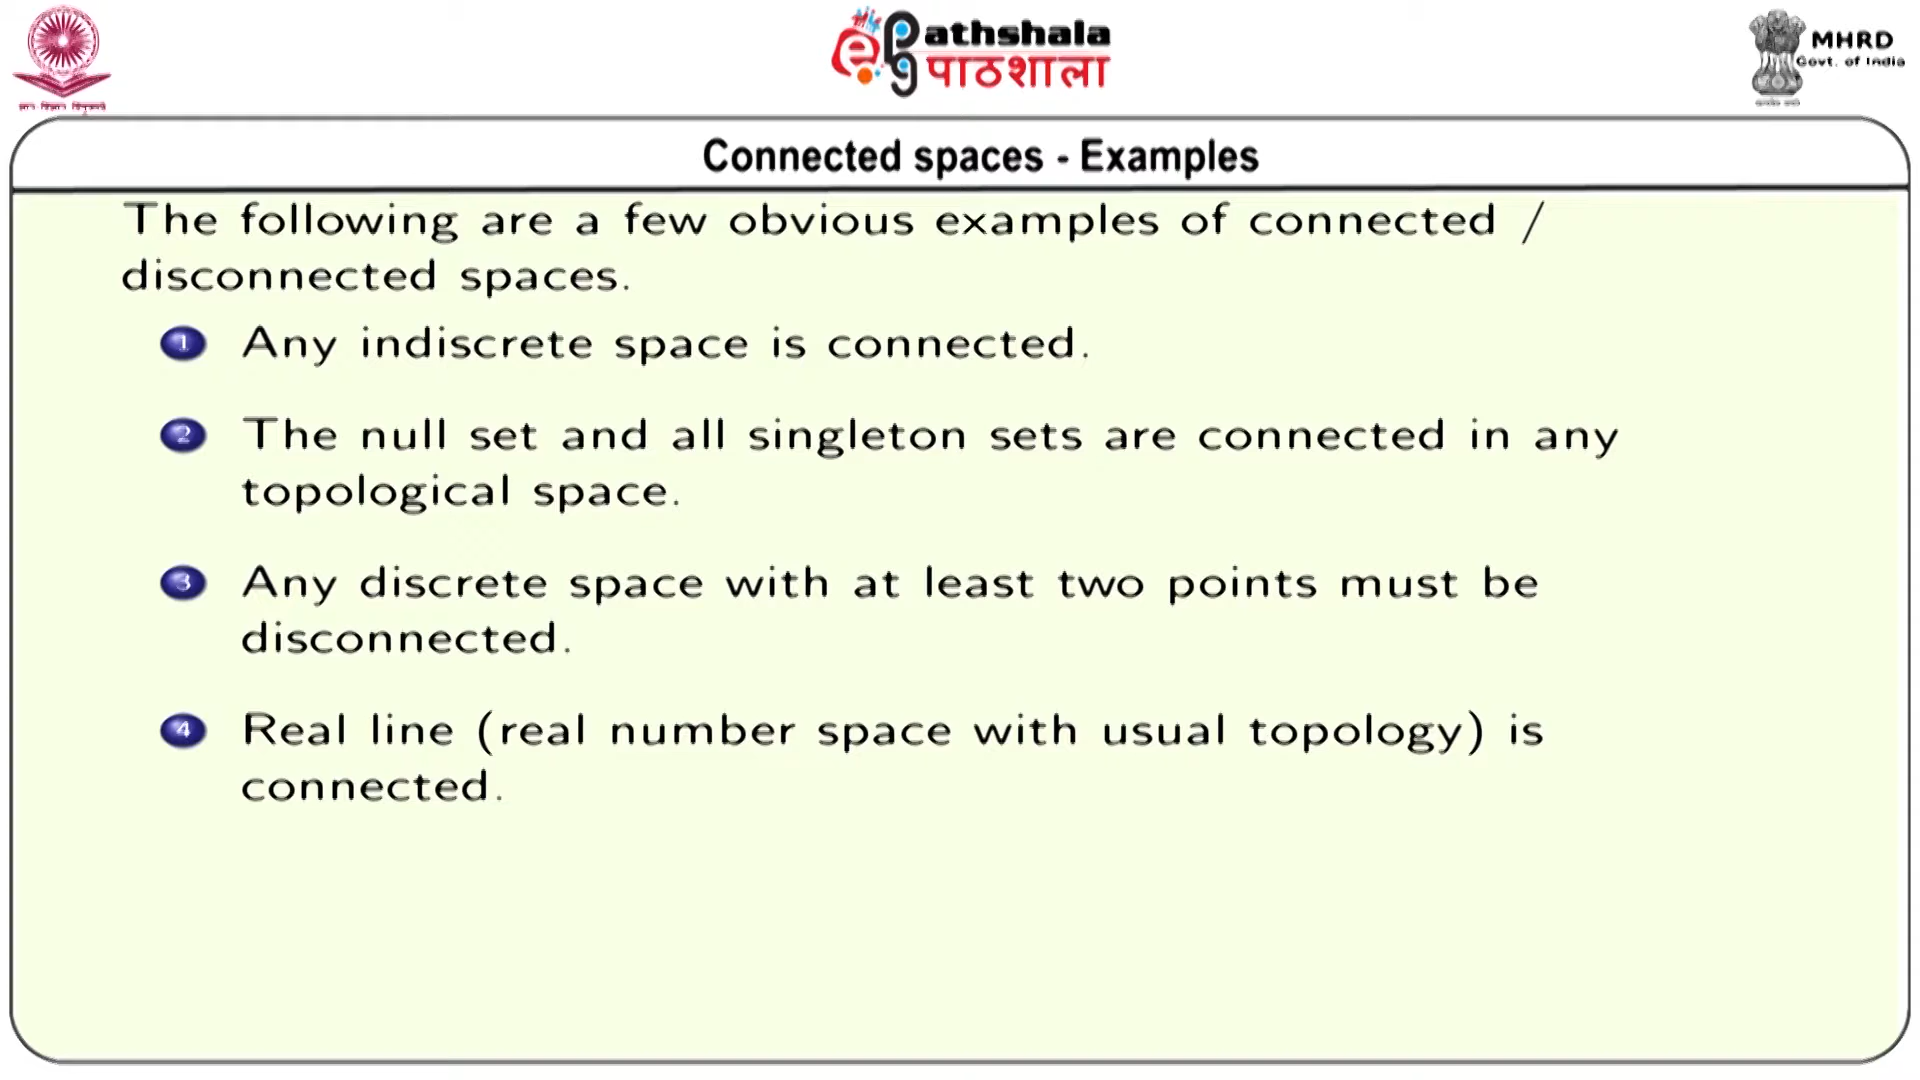 athshala
पाठशाला
MHRD
Govt. of India
Connected spaces - Examples
The following are a few obvious examples of connected /
disconnected spaces.
1 Any indiscrete space is connected.
2 The null set and all singleton sets are connected in any
topological space.
3 Any discrete space with at least two points must be
disconnected.
4 Real line (real number space with usual topology) is
connected.